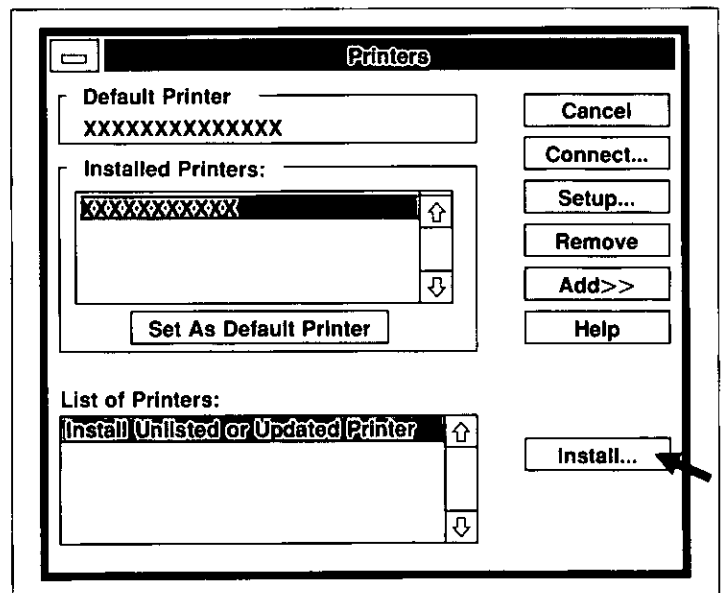 Printers
Default Printer
XXXXXXXXXXXXXX
Installed Printers:
XXXXXXXXXXX
Set As Default Printer
Cancel
Connect...
Setup...
Remove
Add>>
Help
List of Printers:
Install Unlisted or Updated Printer
Install...